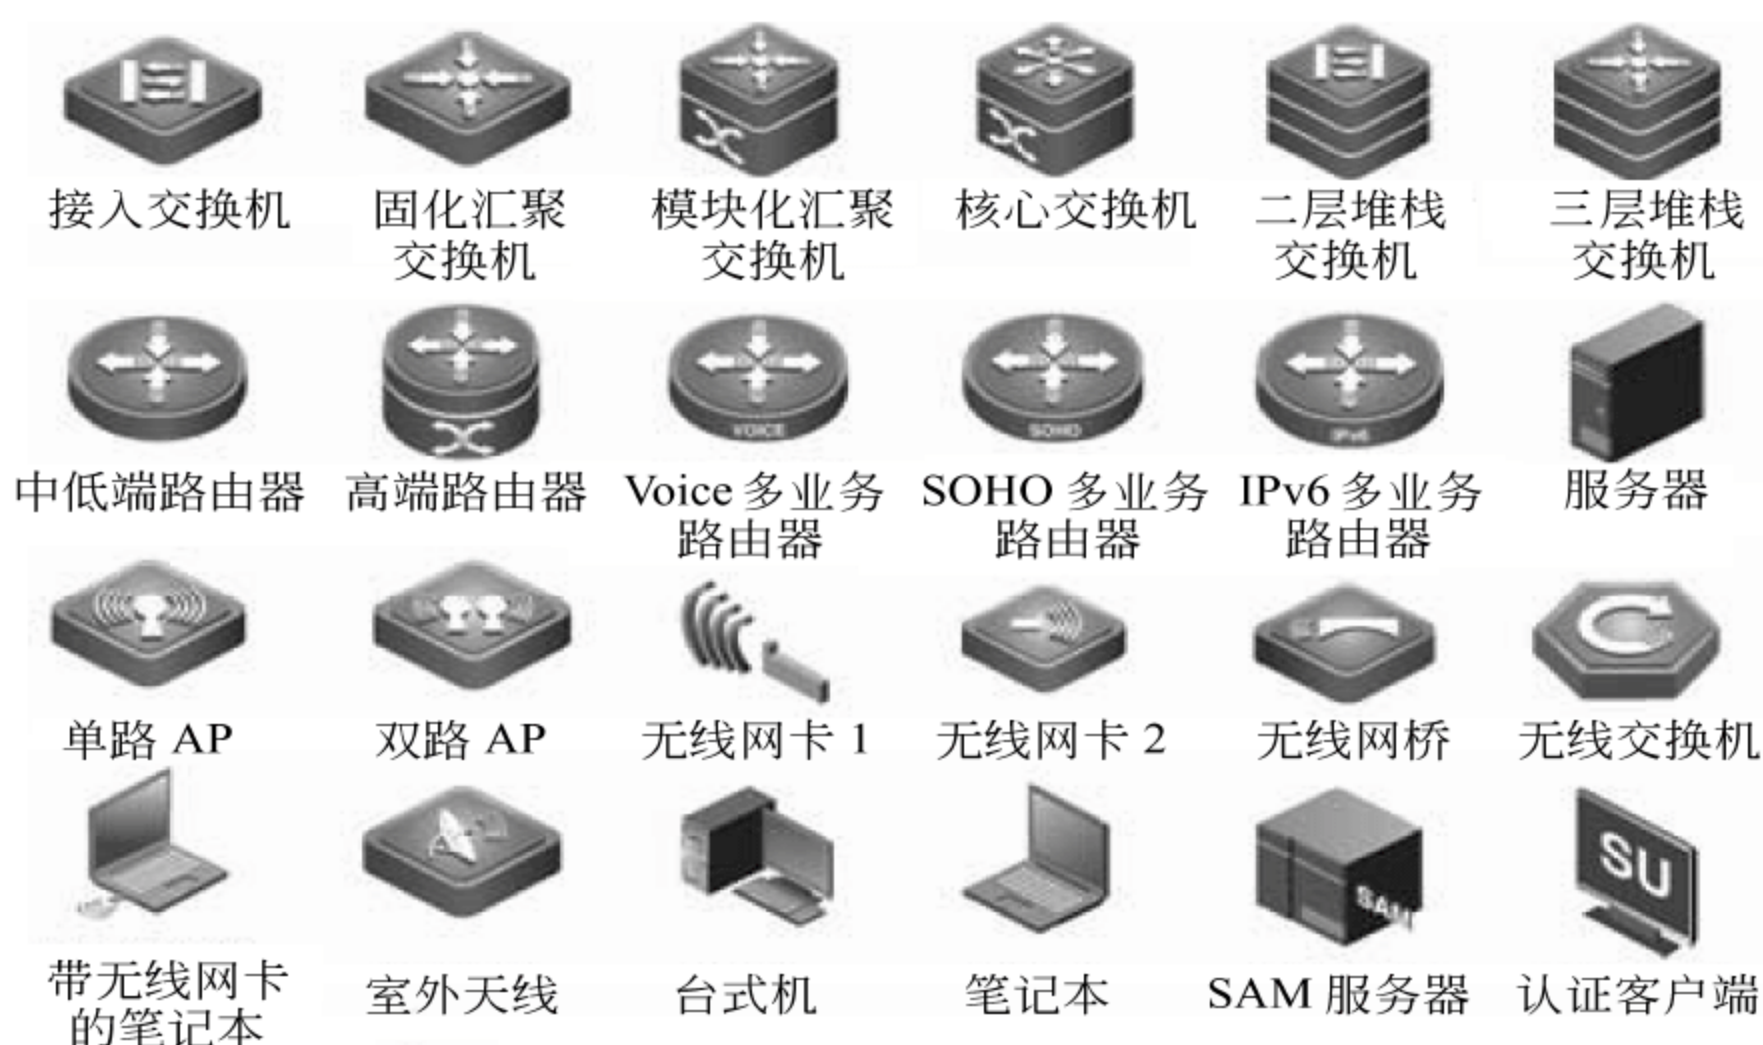 接入交换机 固化汇聚 模块化汇聚 核心交换机 二层堆栈 三层堆栈
交换机 交换机 交换机 交换机
VOICE SOHO IPv6
中低端路由器 高端路由器 Voice 多业务 SOHO 多业务 IPv6 多业务 服务器
路由器 路由器 路由器
单路 AP 双路 AP 无线网卡 1 无线网卡 2 无线网桥 无线交换机
SU
SAM
带无线网卡 室外天线 台式机 笔记本 SAM 服务器 认证客户端
的笔记本